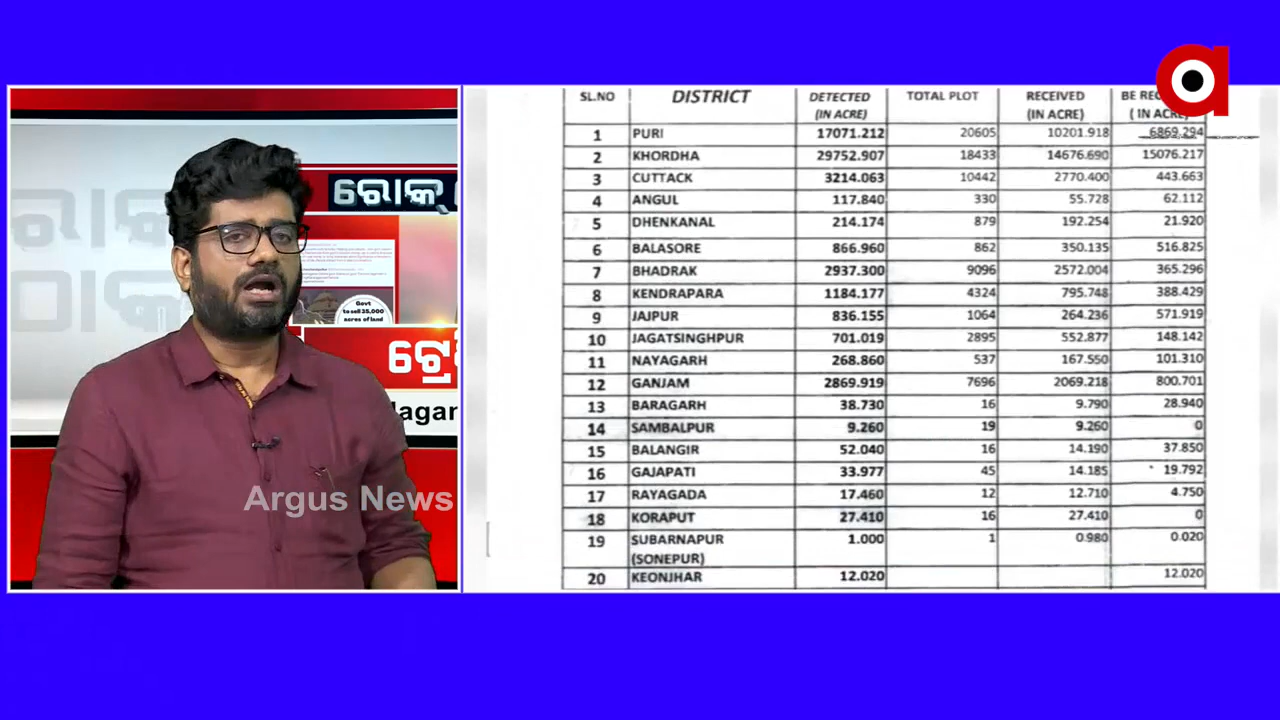 ରୋକ୍
ରୋକ
ଠାକ
Govt
to sell 35,000
acres of land
ଟ୍ରେ
lagar
Argus News
a
SL.NO DISTRICT DETECTED (IN ACRE) TOTAL PLOT RECEIVED (IN ACRE) BE RE ( IN ACRE)
1 PURI 17071.212 20605 10201.918 6869.294
2 KHORDHA 29752.907 18433 14676.690 15076.217
3 CUTTACK 3214.063 10442 2770.400 443.663
4 ANGUL 117.840 330 55.728 62.112
5 DHENKANAL 214.174 879 192.254 21.920
6 BALASORE 866.960 862 350.135 516.825
7 BHADRAK 2937.300 9096 2572.004 365.296
8 KENDRAPARA 1184.177 4324 795.748 388.429
9 JAJPUR 836.155 1064 264.236 571.919
10 JAGATSINGHPUR 701.019 2895 552.877 148.142
11 NAYAGARH 268.860 537 167.550 101.310
12 GANJAM 2869.919 7696 2069.218 800.701
13 BARAGARH 38.730 16 9.790 28.940
14 SAMBALPUR 9.260 19 9.260 0
15 BALANGIR 52.040 16 14.190 37.850
16 GAJAPATI 33.977 45 14.185 19.792
17 RAYAGADA 17.460 12 12.710 4.750
18 KORAPUT 27.410 16 27.410 0
19 SUBARNAPUR 1.000 1 0.980 0.020
(SONEPUR)
20 KEONJHAR 12.020 12.020